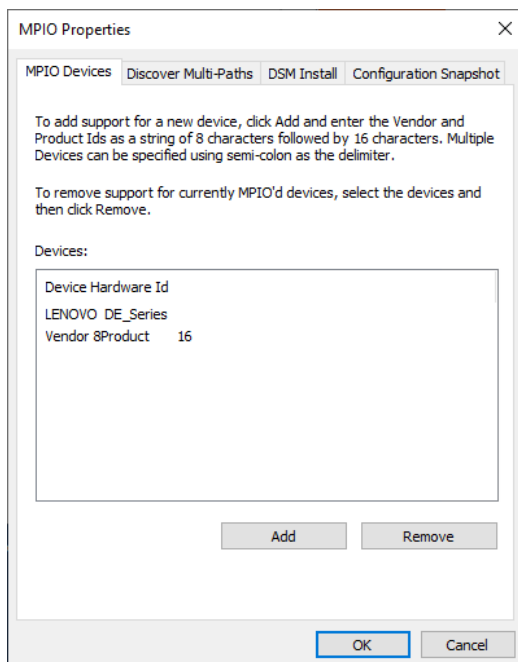 MPIO Properties
MPIO Devices Discover Multi-Paths DSM Install Configuration Snapshot
To add support for a new device, click Add and enter the Vendor and
Product Ids as a string of 8 characters followed by 16 characters. Multiple
Devices can be specified using semi-colon as the delimiter.
To remove support for currently MPIO'd devices, select the devices and
then click Remove.
Devices:
Device Hardware Id
LENOVO  DE_Series
Vendor 8Product       16
Add Remove
OK Cancel